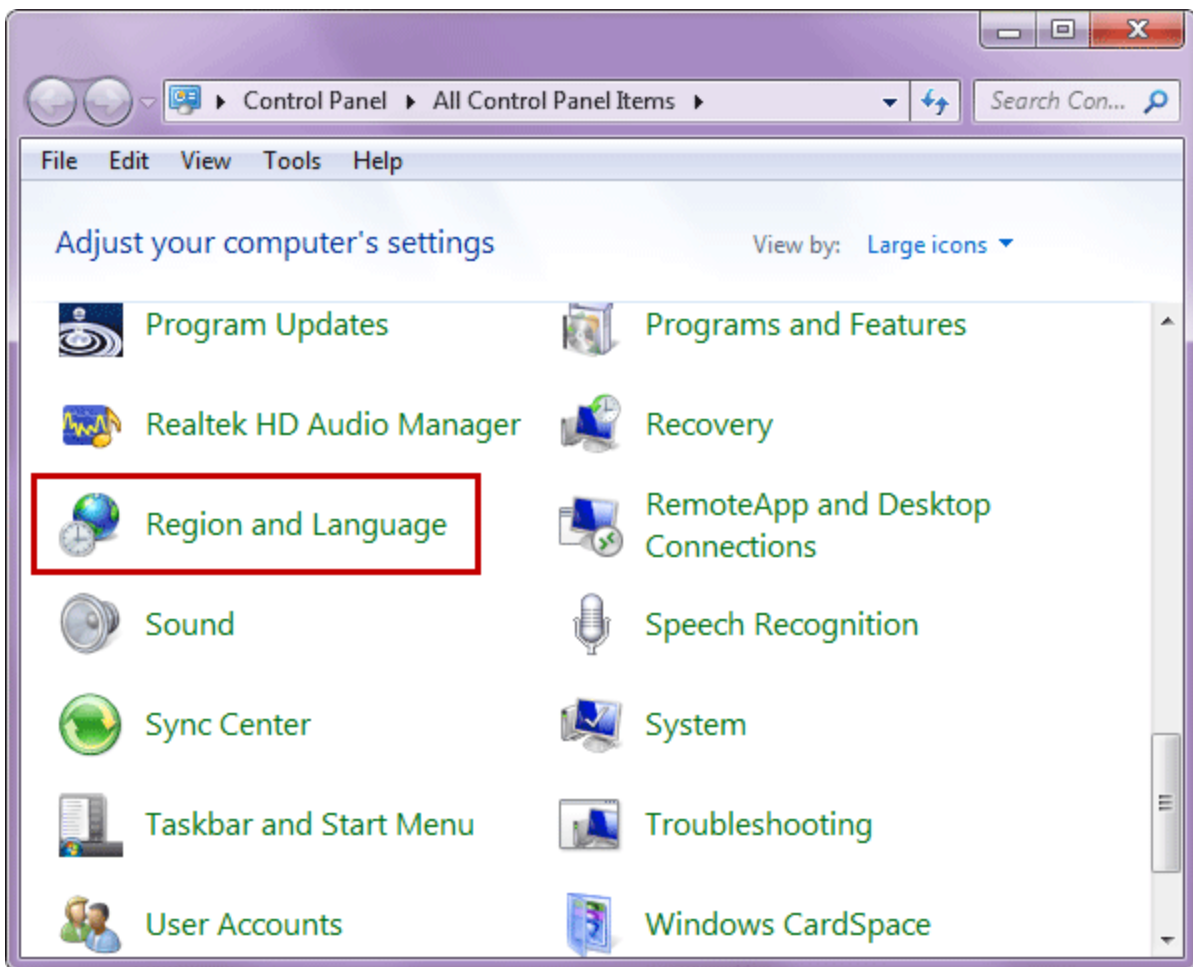 Control Panel All Control Panel Items Search Con...
File Edit View Tools Help
Adjust your computer's settings View by: Large icons
Program Updates Programs and Features
Realtek HD Audio Manager Recovery
Region and Language RemoteApp and Desktop
Connections
Sound Speech Recognition
Sync Center System
Taskbar and Start Menu Troubleshooting
User Accounts Windows CardSpace